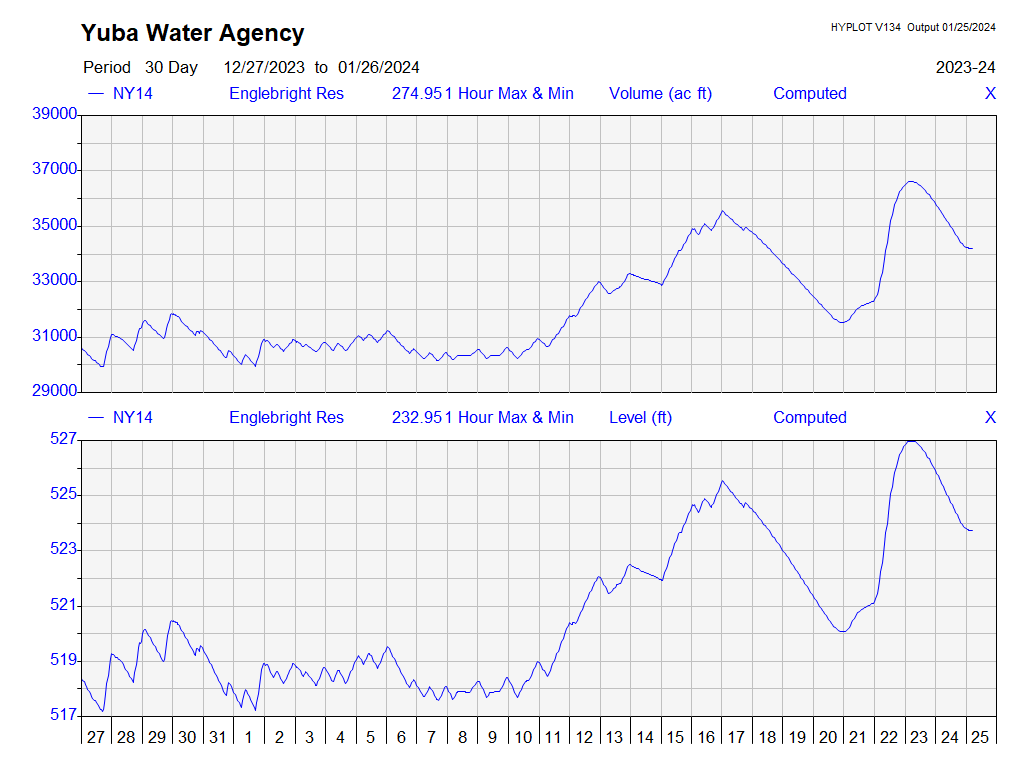 Yuba Water Agency
HYPLOT V134 Output 01/25/2024
Period 30 Day 12/27/2023 to 01/26/2024
2023-24
NY14 Englebright Res 274.951 Hour Max & Min Volume (ac ft) Computed X
39000
37000
35000
33000
31000
29000
NY14 Englebright Res 232.951 Hour Max & Min Level (ft) Computed X
527
525
523
521
519
517
27 28 29 30 31 1 2 3 4 5 6 7 8 9 10 11 12 13 14 15 16 17 18 19 20 21 22 23 24 25